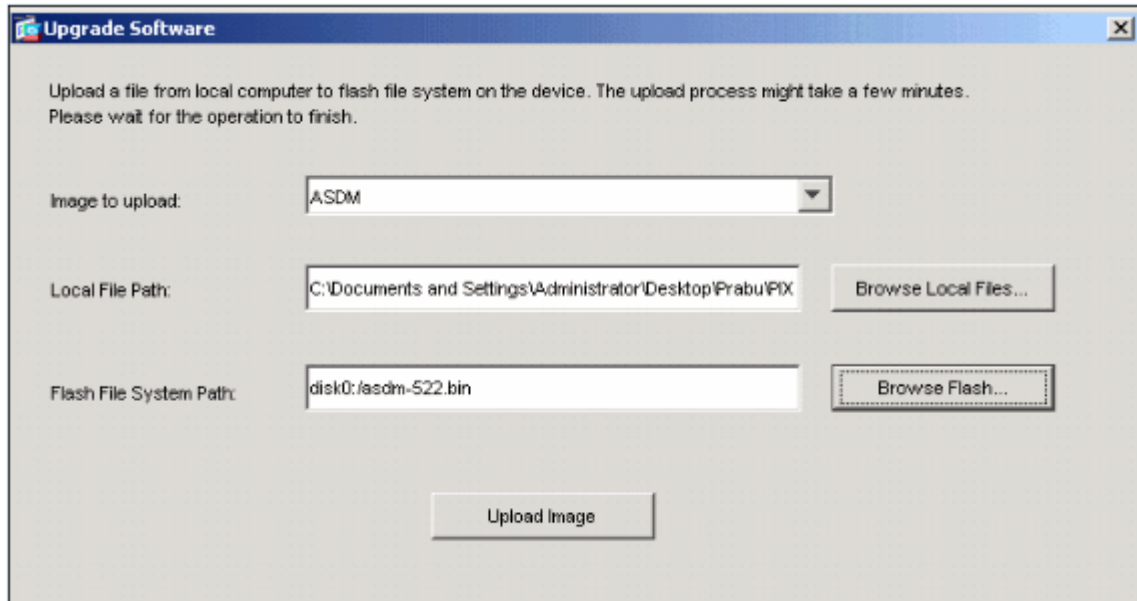 Upgrade Software
Upload a file from local computer to flash file system on the device. The upload process might take a few minutes.
Please wait for the operation to finish.
Image to upload: ASDM
Local File Path: C:\Documents and Settings\Administrator\Desktop\Prabu\PIX Browse Local Files...
Flash File System Path: disk0:/asdm-522.bin Browse Flash...
Upload Image